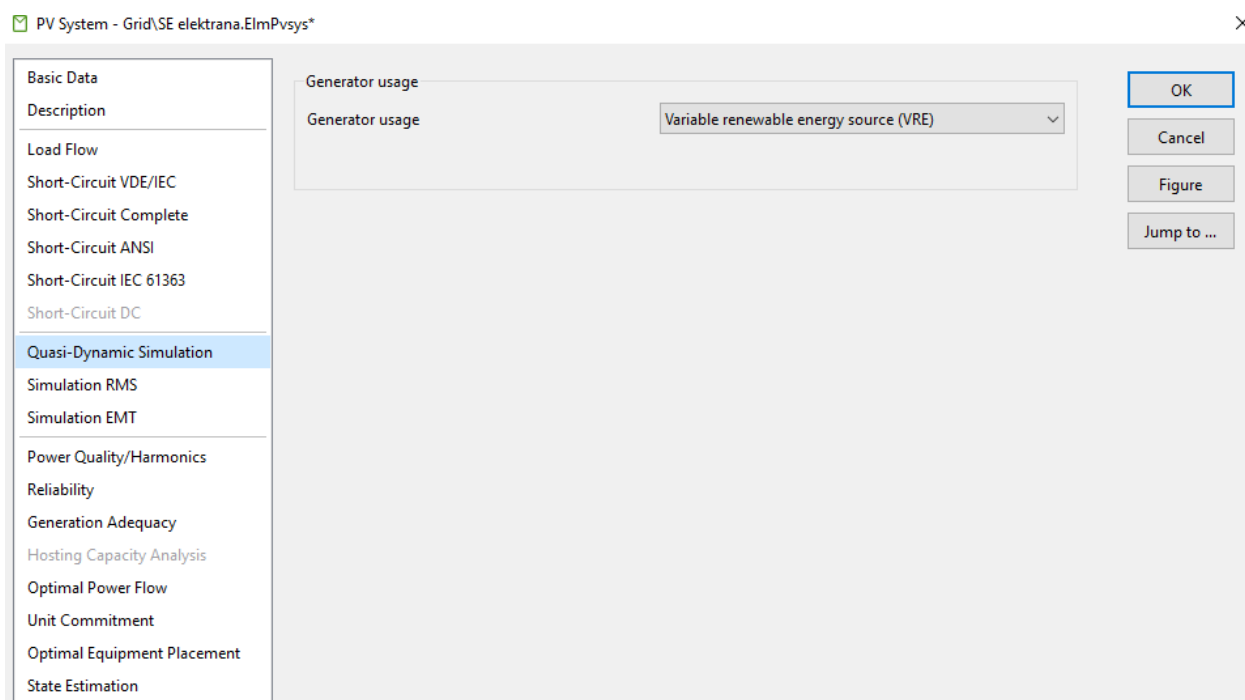 PV System - Grid\SE elektrana.ElmPvsys*
Basic Data
Description
Load Flow
Short-Circuit VDE/IEC
Short-Circuit Complete
Short-Circuit ANSI
Short-Circuit IEC 61363
Short-Circuit DC
Quasi-Dynamic Simulation
Simulation RMS
Simulation EMT
Power Quality/Harmonics
Reliability
Generation Adequacy
Hosting Capacity Analysis
Optimal Power Flow
Unit Commitment
Optimal Equipment Placement
State Estimation
Generator usage
Generator usage
Variable renewable energy source (VRE)
OK
Cancel
Figure
Jump to ...